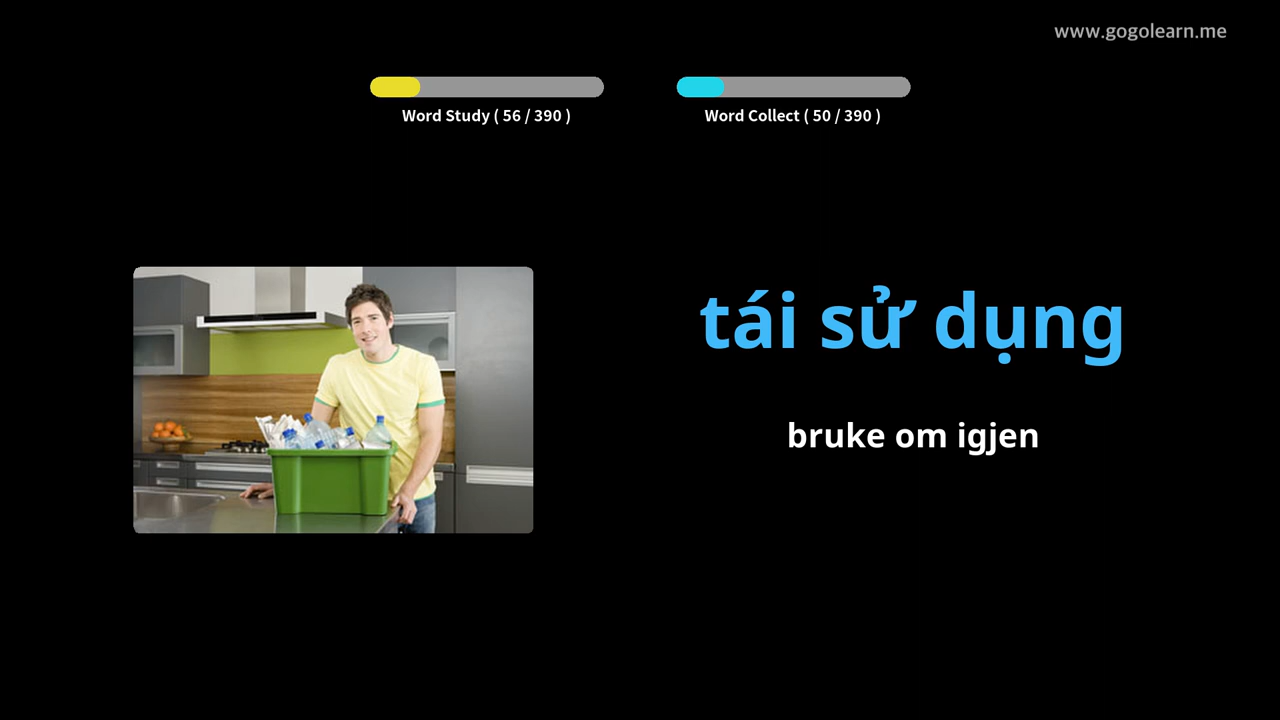 www.gogolearn.me
Word Study ( 56 / 390 )
Word Collect ( 50 / 390 )
tái sử dụng
bruke om igjen